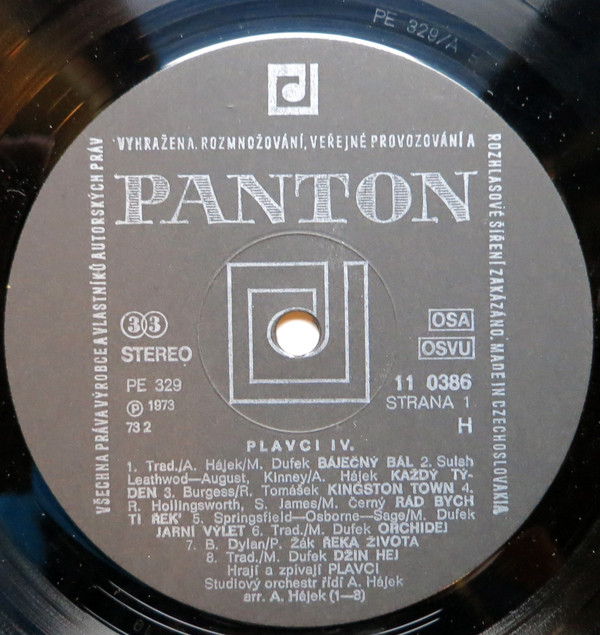 PE 329/A
VŠECHNA PRÁVA VÝROBCE A VLASTNÍKŮ AUTORSKÝCH PRÁV
VYHRAŽENA. ROZMNOŽOVÁNÍ, VEŘEJNÉ PROVOZOVÁNÍ A
ROZHLASOVÉ ŠÍŘENÍ ZAKÁZÁNO. MADE IN CZECHOSLOVAKIA
PANTON
33
STEREO
OSA
OSVU
PE 329
Ⓟ 1973
73 2
11 0386
STRANA 1
H
PLAVCI IV.
1. Trad./A. Hájek/M. Dufek BÁJEČNÝ BÁL 2. Sulah
Leathwod—August, Kinney/A. Hájek KAŽDÝ TÝ-
DEN 3. Burgess/R. Tomášek KINGSTON TOWN 4.
R. Hollingsworth, S. James/M. Černý RÁD BYCH
TI ŘEK' 5. Springsfield—Osborne—Sage/M. Dufek
JARNÍ VÝLET 6. Trad./M. Dufek ORCHIDEJ
7. B. Dylan/P. Žák ŘEKA ŽIVOTA
8. Trad./M. Dufek DŽIN HEJ
Hrají a zpívají PLAVCI
Studiový orchestr řídí A. Hájek
arr. A. Hájek (1—8)